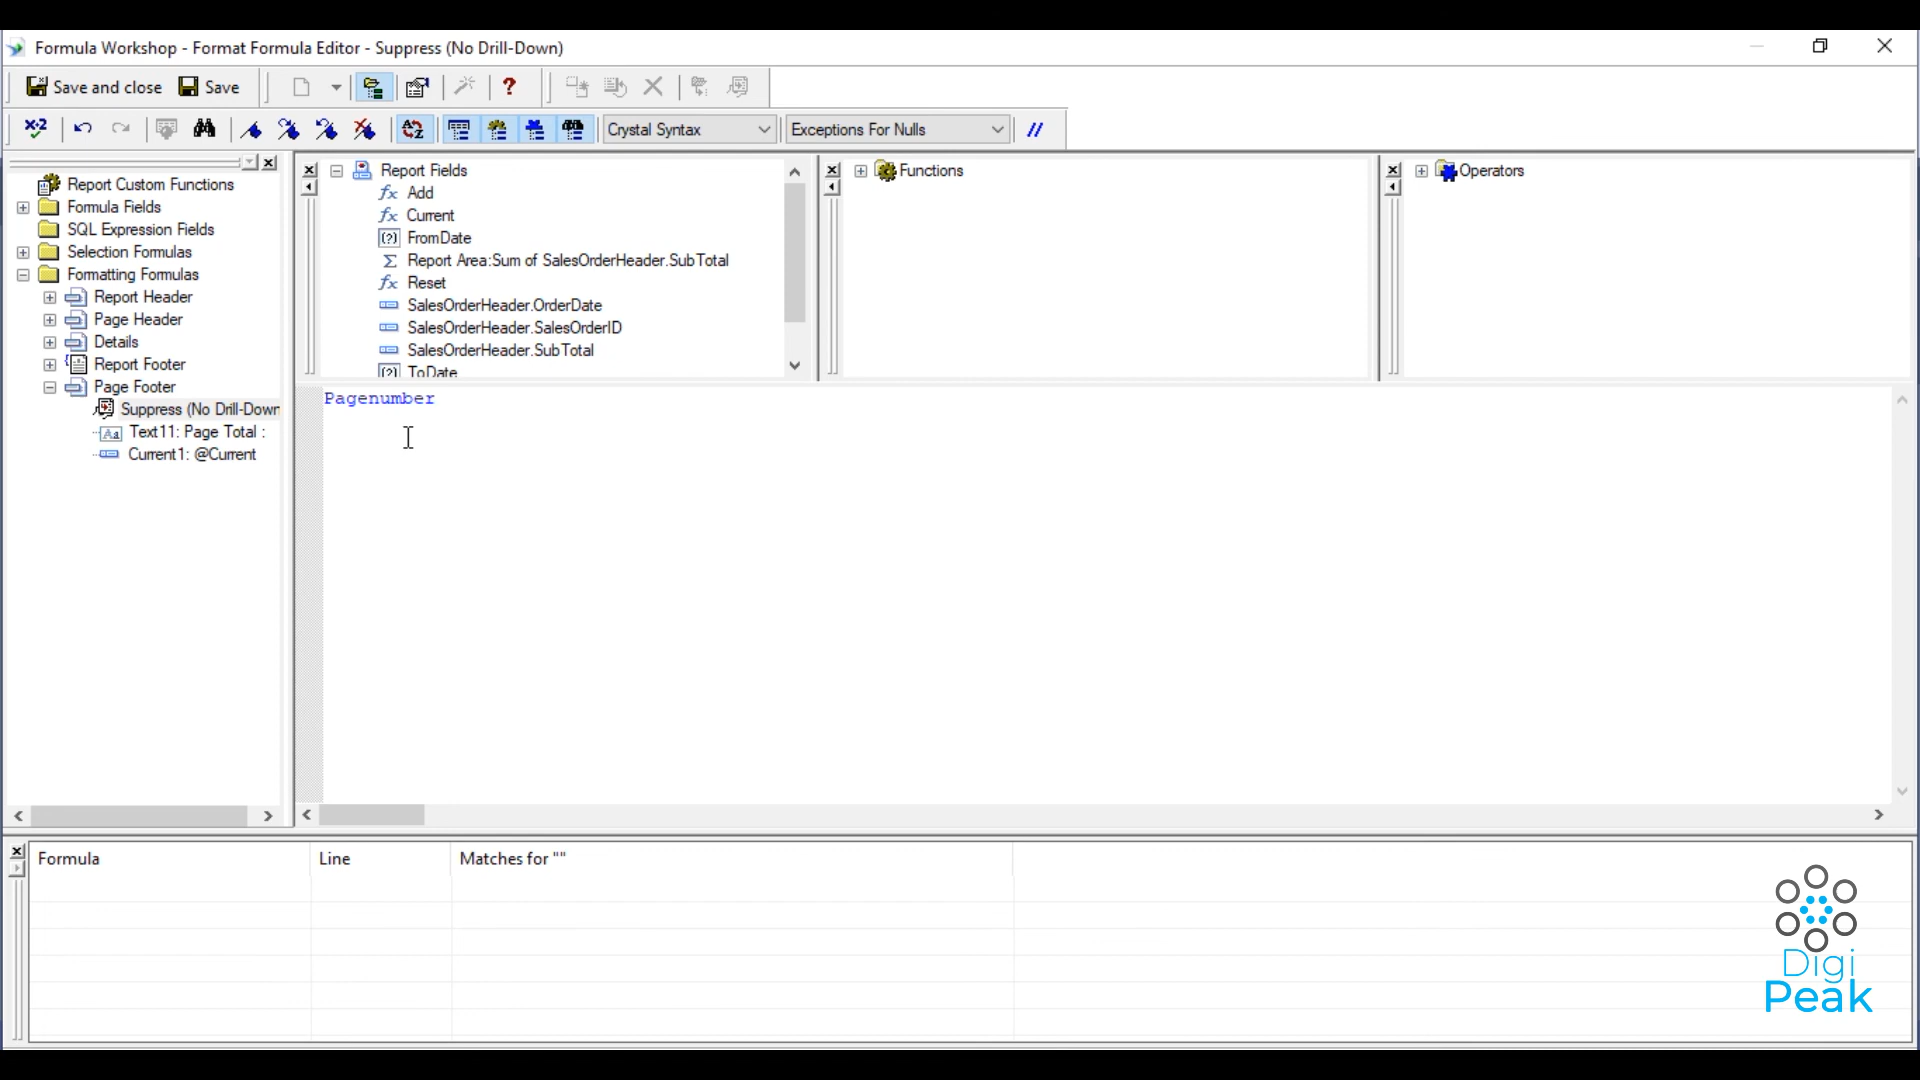 Formula Workshop - Format Formula Editor - Suppress (No Drill-Down)
Save and close Save
Crystal Syntax Exceptions For Nulls //
Report Custom Functions
Formula Fields
SQL Expression Fields
Selection Formulas
Formatting Formulas
Report Header
Page Header
Details
Report Footer
Page Footer
Suppress (No Drill-Down
Text11: Page Total :
Current1: @Current
Report Fields
Add
Current
FromDate
Report Area:Sum of SalesOrderHeader.SubTotal
Reset
SalesOrderHeader.OrderDate
SalesOrderHeader.SalesOrderID
SalesOrderHeader.SubTotal
ToDate
Functions
Operators
Pagenumber
Formula Line Matches for ""
Digi
Peak